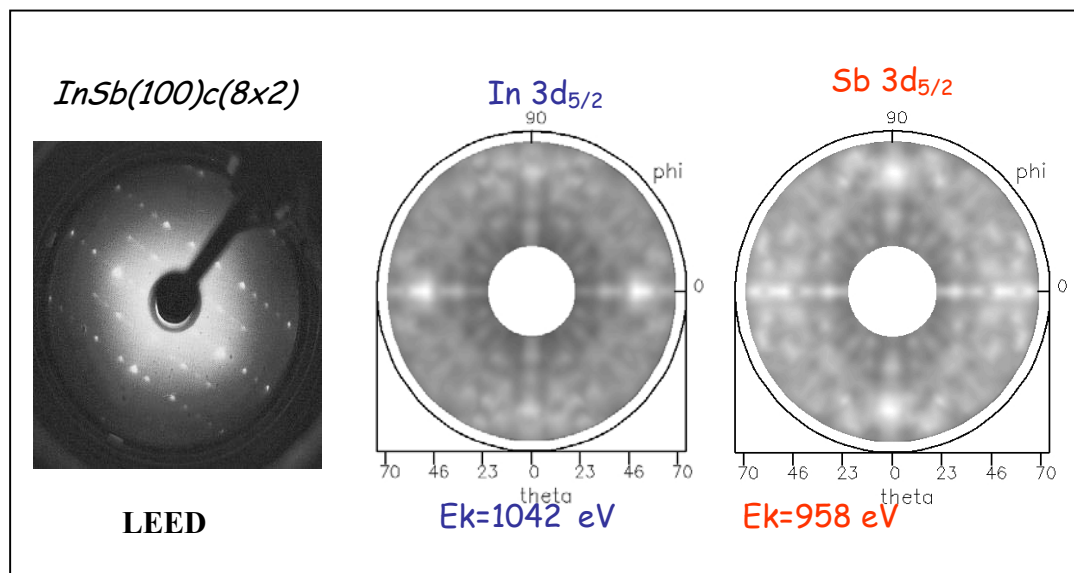 InSb(100)c(8x2)
LEED
In 3d5/2
90
phi
0
70 46 23 0 23 46 70
theta
Ek=1042 eV
Sb 3d5/2
90
phi
0
70 46 23 0 23 46 70
theta
Ek=958 eV